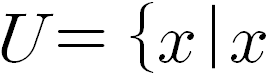 U = {x | x